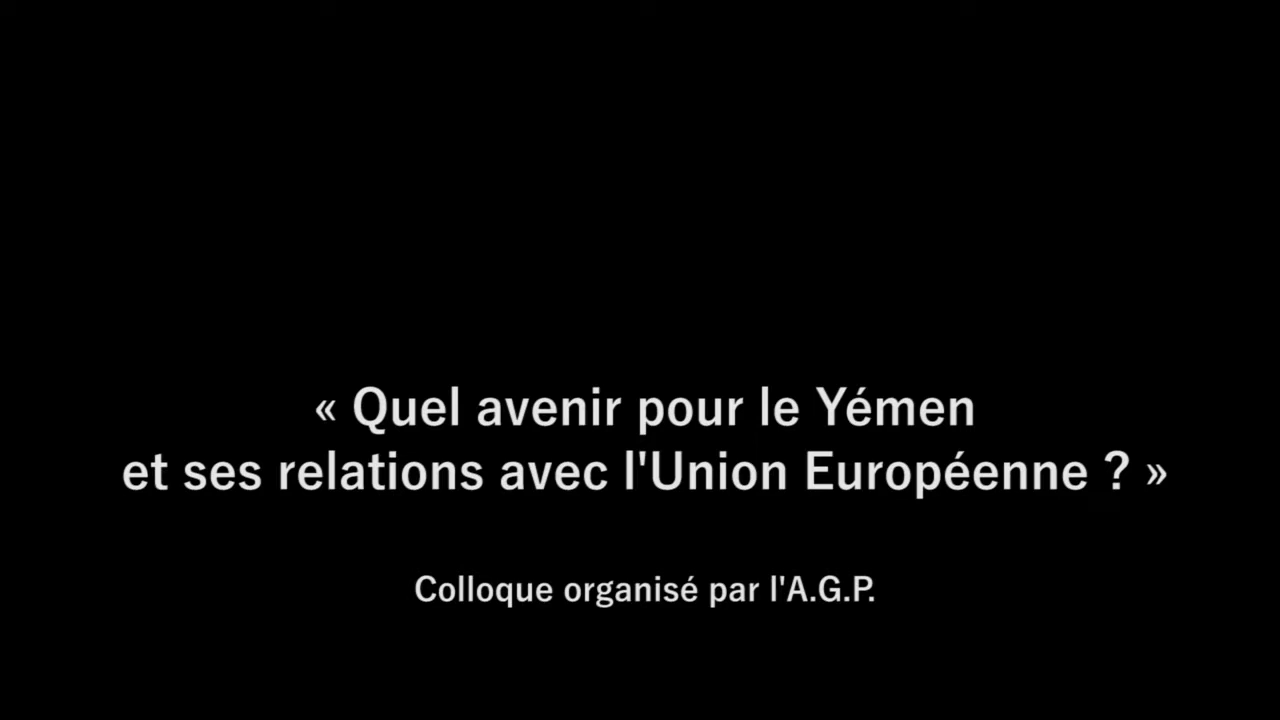 « Quel avenir pour le Yémen
et ses relations avec l'Union Européenne ? »
Colloque organisé par l'A.G.P.